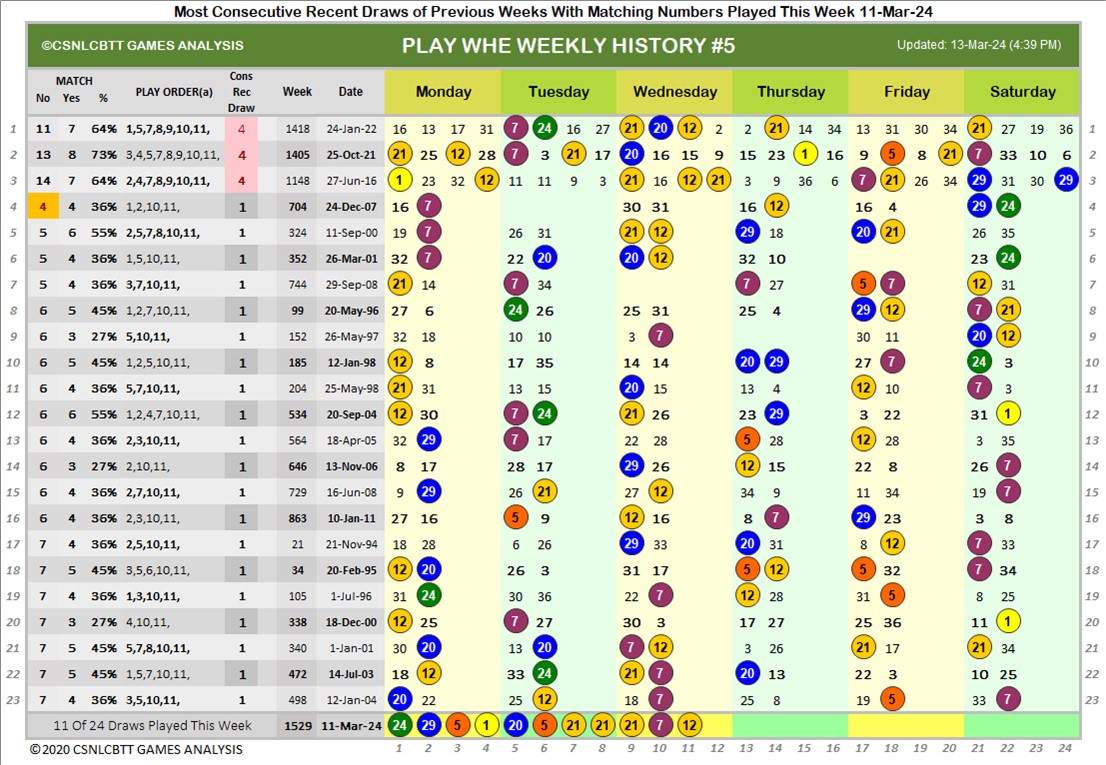 Most Consecutive Recent Draws of Previous Weeks With Matching Numbers Played This Week 11-Mar-24
©CSNLCBTT GAMES ANALYSIS PLAY WHE WEEKLY HISTORY #5 Updated: 13-Mar-24 (4:39 PM)
MATCH Cons
No Yes % PLAY ORDER(a) Rec Week Date Monday Tuesday Wednesday Thursday Friday Saturday
Draw
1 11 7 64% 1,5,7,8,9,10,11, 4 1418 24-Jan-22 16 13 17 31 7 24 16 27 21 20 12 2 2 21 14 34 13 31 30 34 21 27 19 36 1
2 13 8 73% 3,4,5,7,8,9,10,11, 4 1405 25-Oct-21 21 25 12 28 7 3 21 17 20 16 15 9 15 23 1 16 9 5 8 21 7 33 10 6 2
3 14 7 64% 2,4,7,8,9,10,11, 4 1148 27-Jun-16 1 23 32 12 11 11 9 3 21 16 12 21 3 9 36 6 7 21 26 34 29 31 30 29 3
4 4 4 36% 1,2,10,11, 1 704 24-Dec-07 16 7 30 31 16 12 16 4 29 24 4
5 5 6 55% 2,5,7,8,10,11, 1 324 11-Sep-00 19 7 26 31 21 12 29 18 20 21 26 35 5
6 5 4 36% 1,5,10,11, 1 352 26-Mar-01 32 7 22 20 20 12 32 10 23 24 6
7 5 4 36% 3,7,10,11, 1 744 29-Sep-08 21 14 7 34 7 27 5 7 12 31 7
8 6 5 45% 1,2,7,10,11, 1 99 20-May-96 27 6 24 26 25 31 25 4 29 12 7 21 8
9 6 3 27% 5,10,11, 1 152 26-May-97 32 18 10 10 3 7 30 11 20 12 9
10 6 5 45% 1,2,5,10,11, 1 185 12-Jan-98 12 8 17 35 14 14 20 29 27 7 24 3 10
11 6 4 36% 5,7,10,11, 1 204 25-May-98 21 31 13 15 20 15 13 4 12 10 7 3 11
12 6 6 55% 1,2,4,7,10,11, 1 534 20-Sep-04 12 30 7 24 21 26 23 29 3 22 31 1 12
13 6 4 36% 2,3,10,11, 1 564 18-Apr-05 32 29 7 17 22 28 5 28 12 28 3 35 13
14 6 3 27% 2,10,11, 1 646 13-Nov-06 8 17 28 17 29 26 12 15 22 8 26 7 14
15 6 4 36% 2,7,10,11, 1 729 16-Jun-08 9 29 26 21 27 12 34 9 11 34 19 7 15
16 6 4 36% 2,3,10,11, 1 863 10-Jan-11 27 16 5 9 12 16 8 7 29 23 3 8 16
17 7 4 36% 2,5,10,11, 1 21 21-Nov-94 18 28 6 26 29 33 20 31 8 12 7 33 17
18 7 5 45% 3,5,6,10,11, 1 34 20-Feb-95 12 20 26 3 31 17 5 12 5 32 7 34 18
19 7 4 36% 1,3,10,11, 1 105 1-Jul-96 31 24 30 36 22 7 12 28 31 5 8 25 19
20 7 3 27% 4,10,11, 1 338 18-Dec-00 12 25 7 27 30 3 17 27 25 36 11 1 20
21 7 5 45% 5,7,8,10,11, 1 340 1-Jan-01 30 20 13 20 7 12 3 26 21 17 21 34 21
22 7 5 45% 1,5,7,10,11, 1 472 14-Jul-03 18 12 33 24 21 7 20 13 22 3 10 25 22
23 7 4 36% 3,5,10,11, 1 498 12-Jan-04 20 22 25 12 18 7 25 8 19 5 33 7 23
11 Of 24 Draws Played This Week 1529 11-Mar-24 24 29 5 1 20 5 21 21 21 7 12
©2020 CSNLCBTT GAMES ANALYSIS 1 2 3 4 5 6 7 8 9 10 11 12 13 14 15 16 17 18 19 20 21 22 23 24